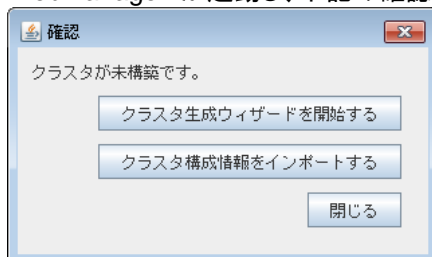 確認
クラスタが未構築です。
クラスタ生成ウィザードを開始する
クラスタ構成情報をインポートする
閉じる